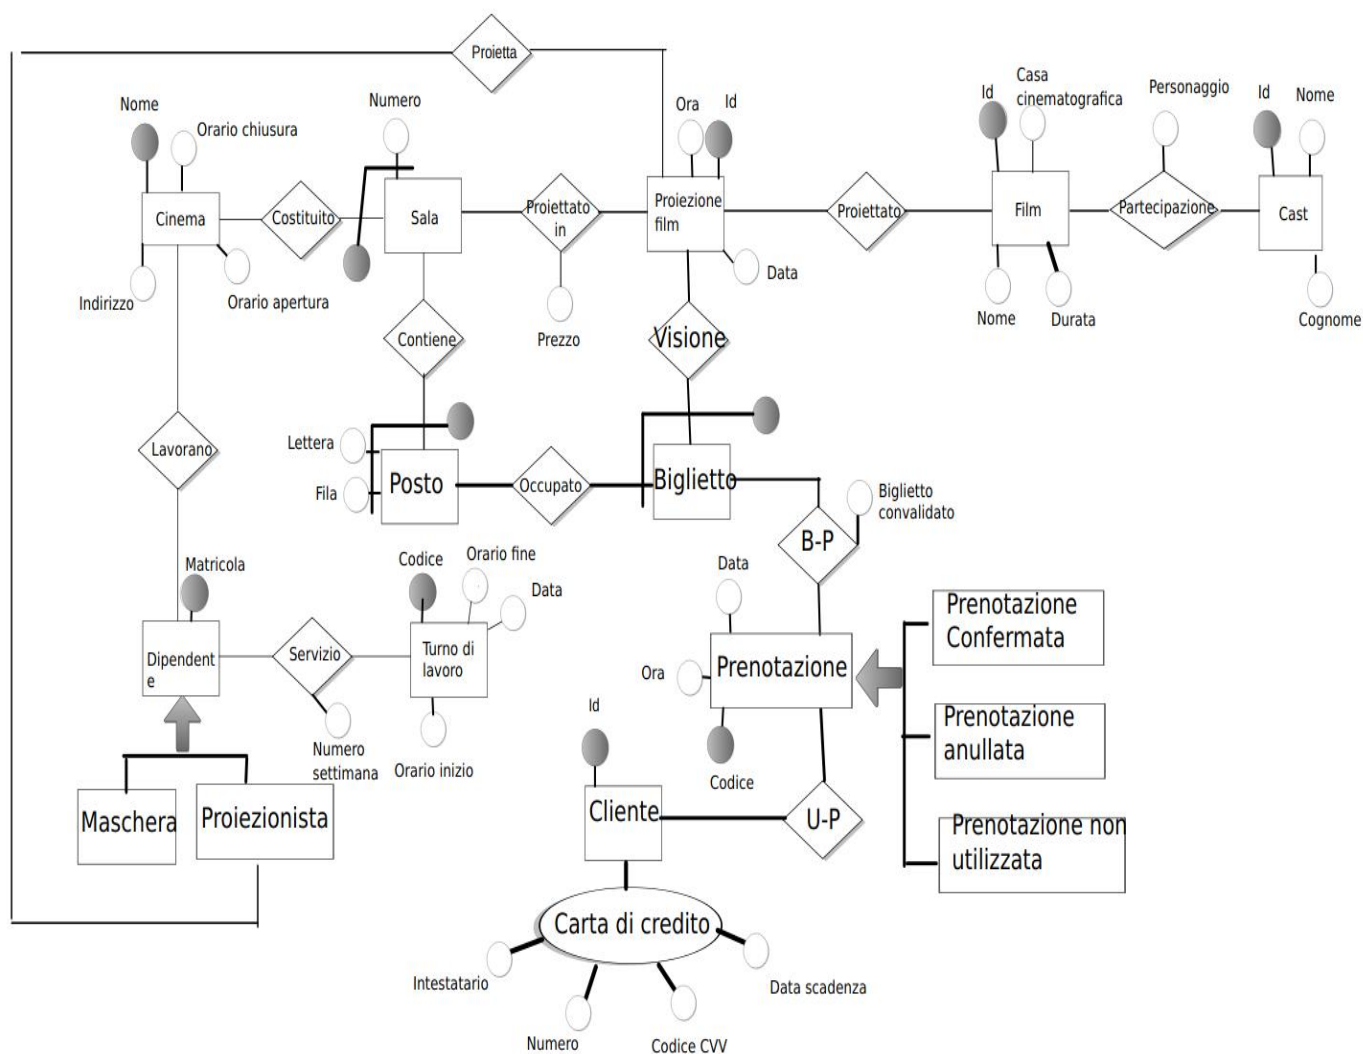 Proietta
Nome
Orario chiusura
Numero
Ora
Id
Id
Casa
cinematografica
Personaggio
Id
Nome
Cinema
Costituito
Sala
Proiettato
in
Proiezione
film
Proiettato
Film
Partecipazione
Cast
Indirizzo
Orario apertura
Prezzo
Data
Nome
Durata
Cognome
Contiene
Visione
Lavorano
Lettera
Fila
Posto
Occupato
Biglietto
Biglietto
convalidato
B-P
Matricola
Codice
Orario fine
Data
Data
Dipendent
e
Servizio
Turno di
lavoro
Ora
Prenotazione
Prenotazione
Confermata
Numero
settimana
Orario inizio
Id
Codice
Prenotazione
anullata
Maschera
Proiezionista
Cliente
U-P
Prenotazione non
utilizzata
Carta di credito
Intestatario
Numero
Codice CVV
Data scadenza